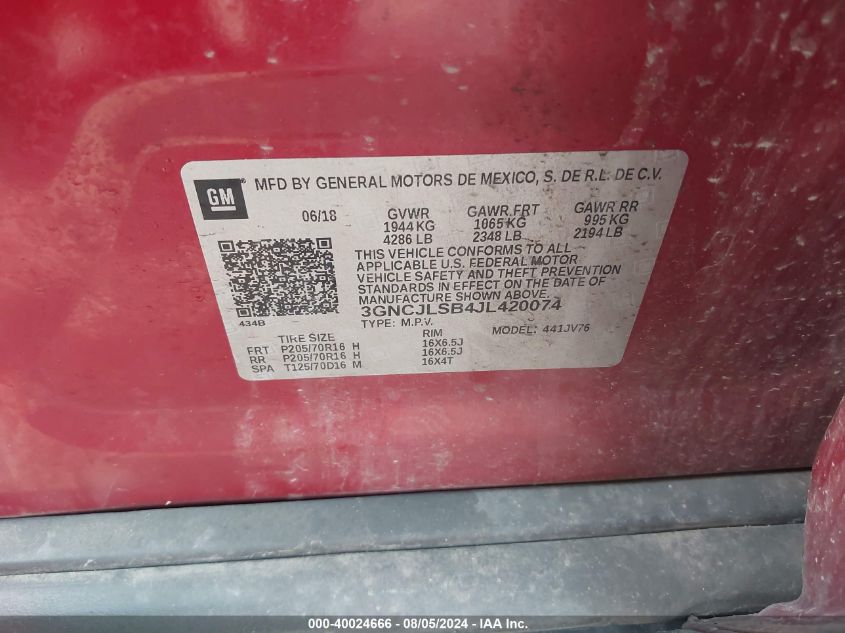 GM
MFD BY GENERAL MOTORS DE MEXICO, S. DE R.L. DE C.V.
06/18 GVWR GAWR FRT GAWR RR
1944 KG 1065 KG 995 KG
4286 LB 2348 LB 2194 LB
THIS VEHICLE CONFORMS TO ALL
APPLICABLE U.S. FEDERAL MOTOR
VEHICLE SAFETY AND THEFT PREVENTION
STANDARDS IN EFFECT ON THE DATE OF
MANUFACTURE SHOWN ABOVE.
3GNCJLSB4JL420074
434B TYPE: M.P.V. MODEL: 441JV76
TIRE SIZE RIM
FRT P205/70R16 H 16X6.5J
RR P205/70R16 H 16X6.5J
SPA T125/70D16 M 16X4T
000-40024666 - 08/05/2024 - © IAA, Inc.